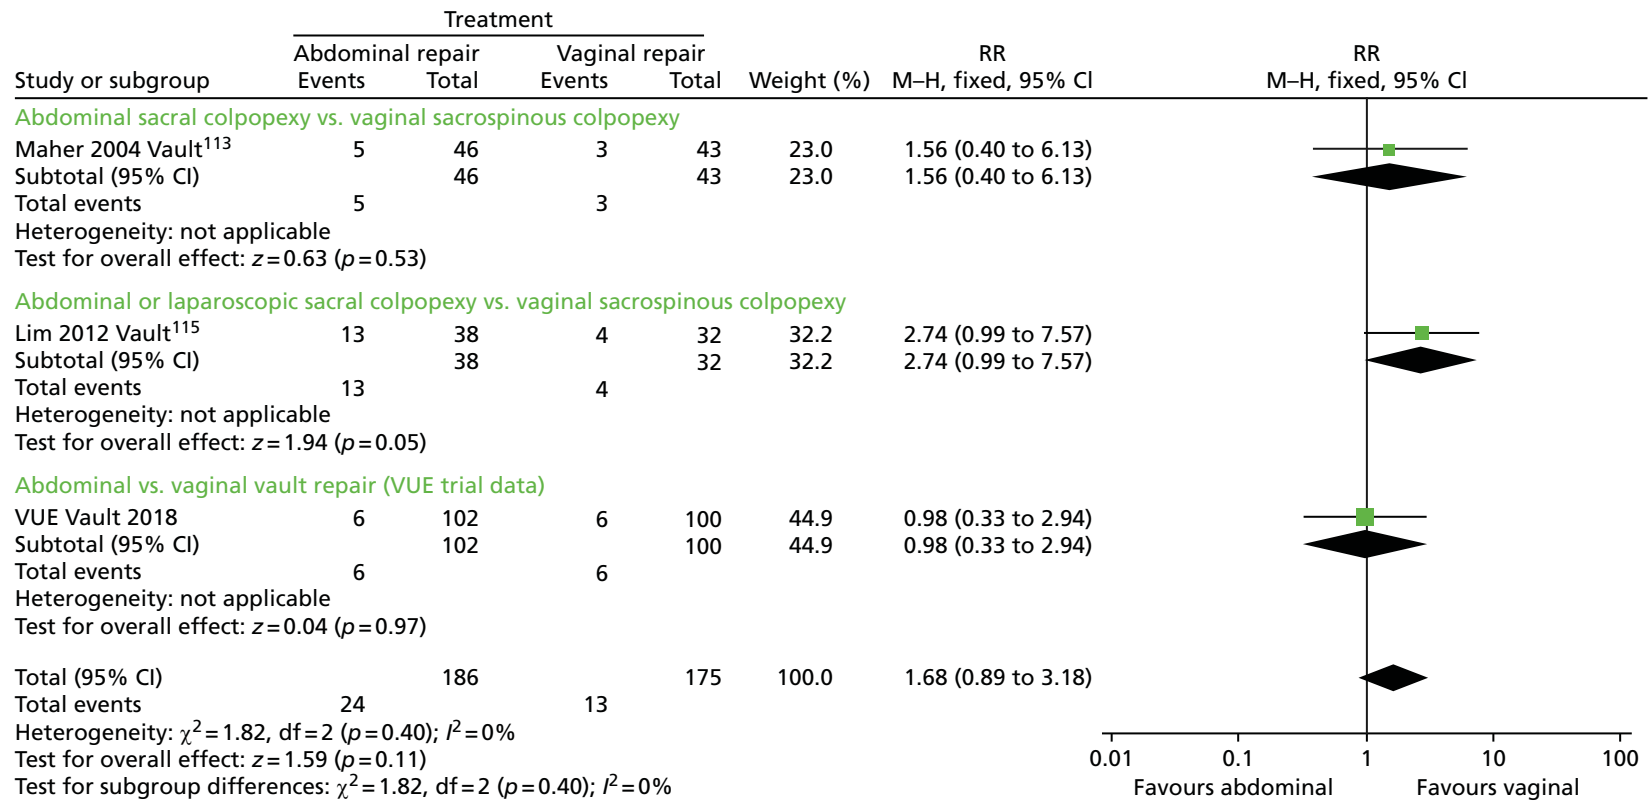 Treatment
Abdominal repair Vaginal repair RR RR
Study or subgroup Events Total Events Total Weight (%) M–H, fixed, 95% CI M–H, fixed, 95% CI
Abdominal sacral colpopexy vs. vaginal sacrospinous colpopexy
Maher 2004 Vault113 5 46 3 43 23.0 1.56 (0.40 to 6.13)
Subtotal (95% CI) 46 43 23.0 1.56 (0.40 to 6.13)
Total events 5 3
Heterogeneity: not applicable
Test for overall effect: z=0.63 (p=0.53)
Abdominal or laparoscopic sacral colpopexy vs. vaginal sacrospinous colpopexy
Lim 2012 Vault115 13 38 4 32 32.2 2.74 (0.99 to 7.57)
Subtotal (95% CI) 38 32 32.2 2.74 (0.99 to 7.57)
Total events 13 4
Heterogeneity: not applicable
Test for overall effect: z=1.94 (p=0.05)
Abdominal vs. vaginal vault repair (VUE trial data)
VUE Vault 2018 6 102 6 100 44.9 0.98 (0.33 to 2.94)
Subtotal (95% CI) 102 100 44.9 0.98 (0.33 to 2.94)
Total events 6 6
Heterogeneity: not applicable
Test for overall effect: z=0.04 (p=0.97)
Total (95% CI) 186 175 100.0 1.68 (0.89 to 3.18)
Total events 24 13
Heterogeneity: χ2=1.82, df=2 (p=0.40); I2=0%
Test for overall effect: z=1.59 (p=0.11)
Test for subgroup differences: χ2=1.82, df=2 (p=0.40); I2=0%
0.01 0.1 1 10 100
Favours abdominal Favours vaginal